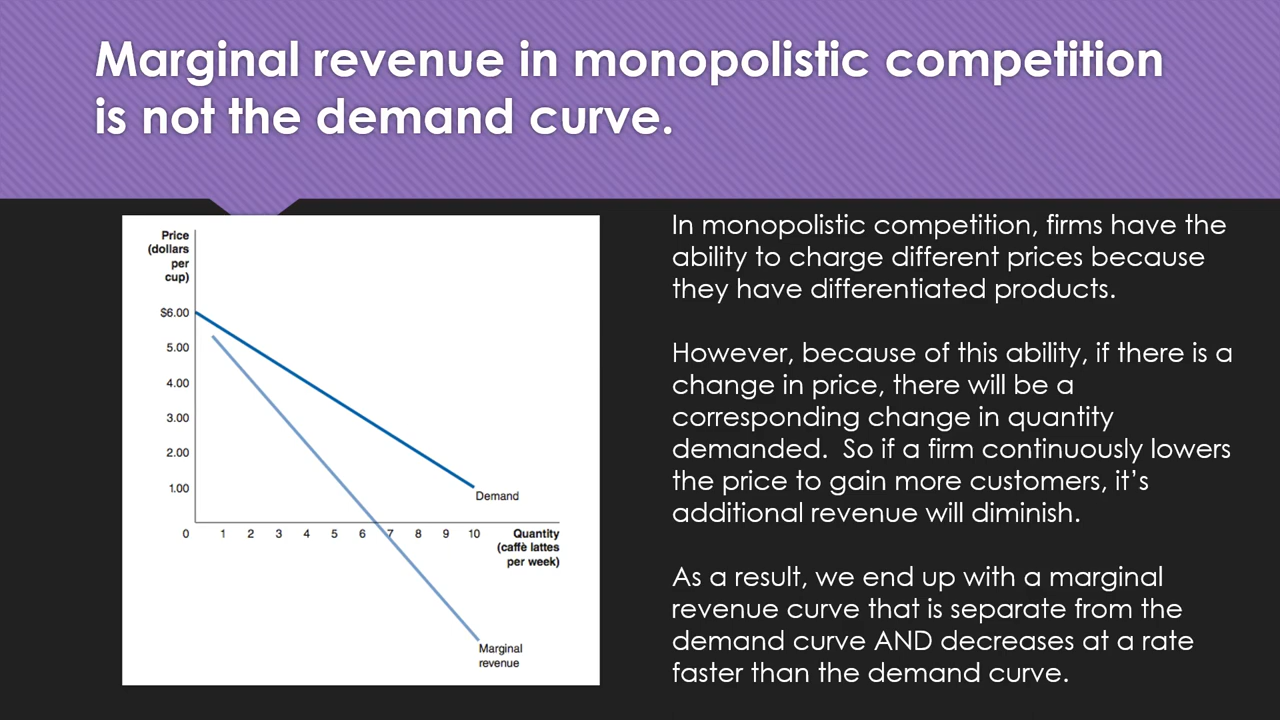 Marginal revenue in monopolistic competition
is not the demand curve.
Price
(dollars
per
cup)
$6.00
5.00
4.00
3.00
2.00
1.00
Demand
0 1 2 3 4 5 6 7 8 9 10
Quantity
(caffè lattes
per week)
Marginal
revenue
In monopolistic competition, firms have the
ability to charge different prices because
they have differentiated products.
However, because of this ability, if there is a
change in price, there will be a
corresponding change in quantity
demanded.  So if a firm continuously lowers
the price to gain more customers, it’s
additional revenue will diminish.
As a result, we end up with a marginal
revenue curve that is separate from the
demand curve AND decreases at a rate
faster than the demand curve.